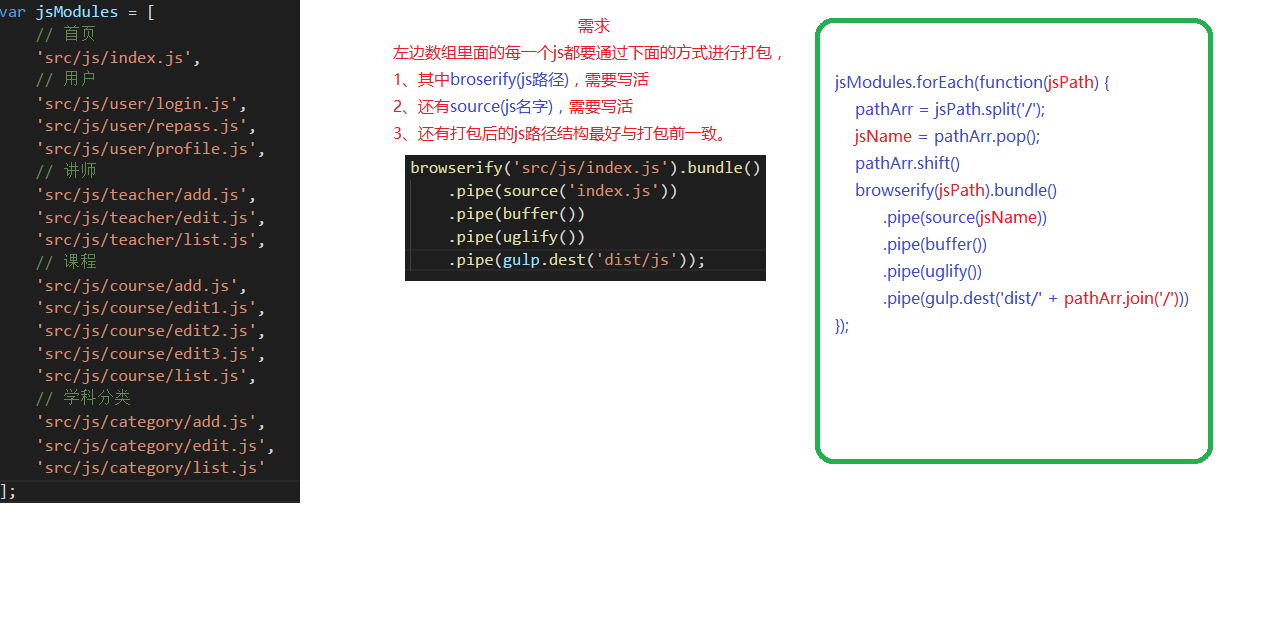 var jsModules = [
// 首页
'src/js/index.js',
// 用户
'src/js/user/login.js',
'src/js/user/repass.js',
'src/js/user/profile.js',
// 讲师
'src/js/teacher/add.js',
'src/js/teacher/edit.js',
'src/js/teacher/list.js',
// 课程
'src/js/course/add.js',
'src/js/course/edit1.js',
'src/js/course/edit2.js',
'src/js/course/edit3.js',
'src/js/course/list.js',
// 学科分类
'src/js/category/add.js',
'src/js/category/edit.js',
'src/js/category/list.js'
];
需求
左边数组里面的每一个js都要通过下面的方式进行打包，
1、其中broserify(js路径)，需要写活
2、还有source(js名字)，需要写活
3、还有打包后的js路径结构最好与打包前一致。
browserify('src/js/index.js').bundle()
.pipe(source('index.js'))
.pipe(buffer())
.pipe(uglify())
.pipe(gulp.dest('dist/js'));
jsModules.forEach(function(jsPath) {
pathArr = jsPath.split('/');
jsName = pathArr.pop();
pathArr.shift()
browserify(jsPath).bundle()
.pipe(source(jsName))
.pipe(buffer())
.pipe(uglify())
.pipe(gulp.dest('dist/' + pathArr.join('/')))
});